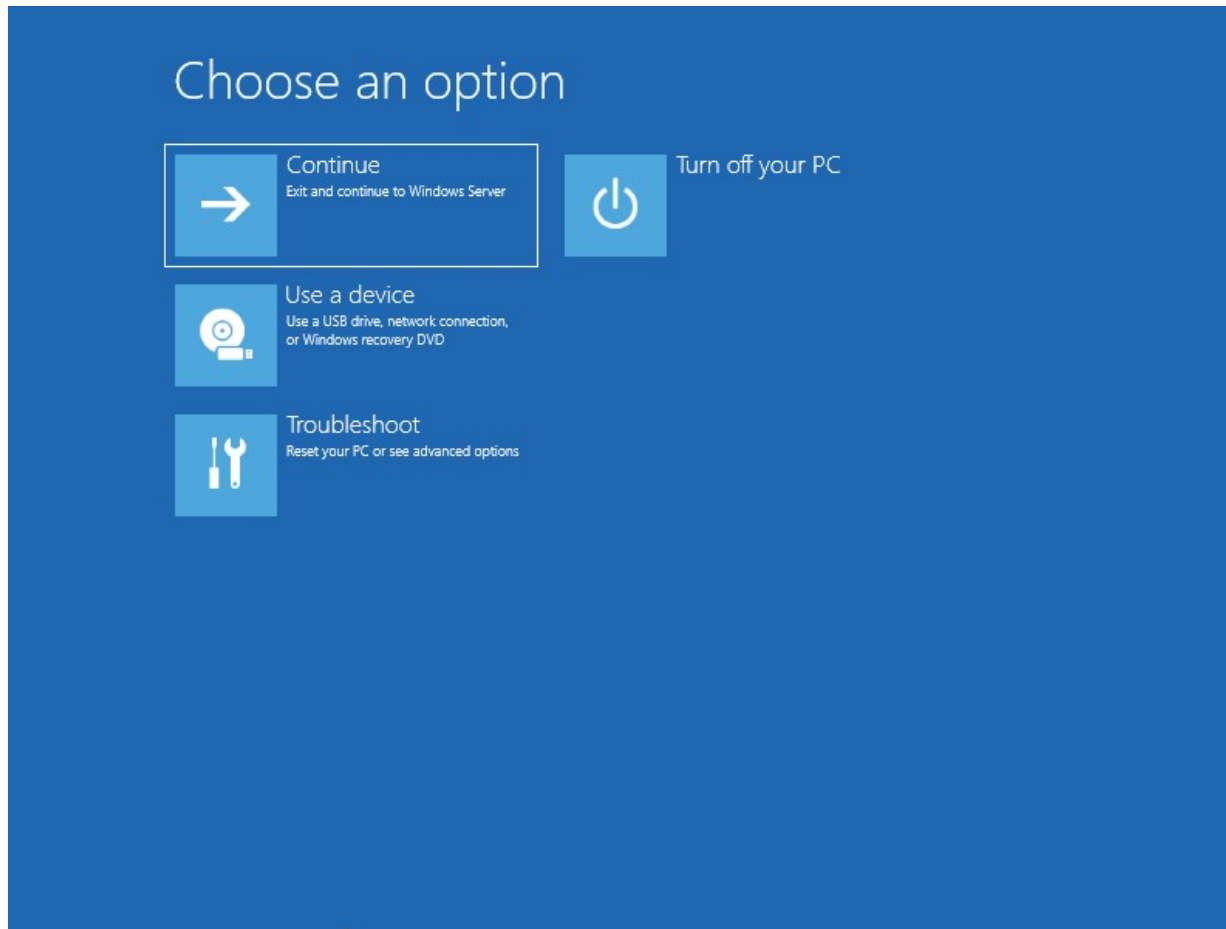 Choose an option
Continue
Exit and continue to Windows Server
Turn off your PC
Use a device
Use a USB drive, network connection,
or Windows recovery DVD
Troubleshoot
Reset your PC or see advanced options